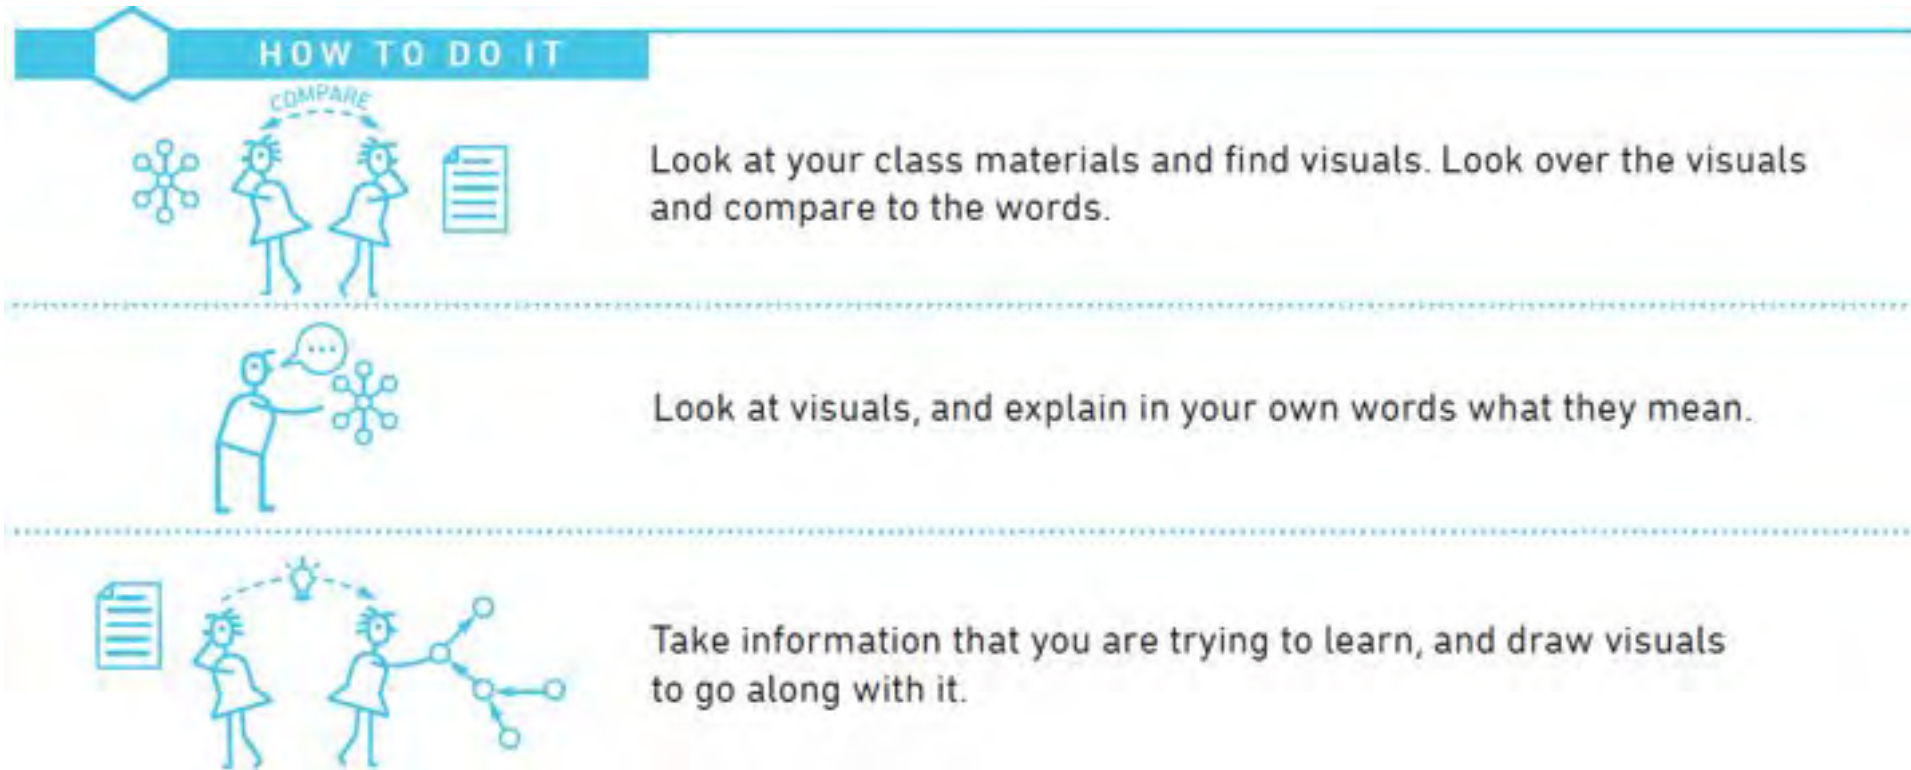 HOW TO DO IT
COMPARE
Look at your class materials and find visuals. Look over the visuals
and compare to the words.
...
Look at visuals, and explain in your own words what they mean.
Take information that you are trying to learn, and draw visuals
to go along with it.